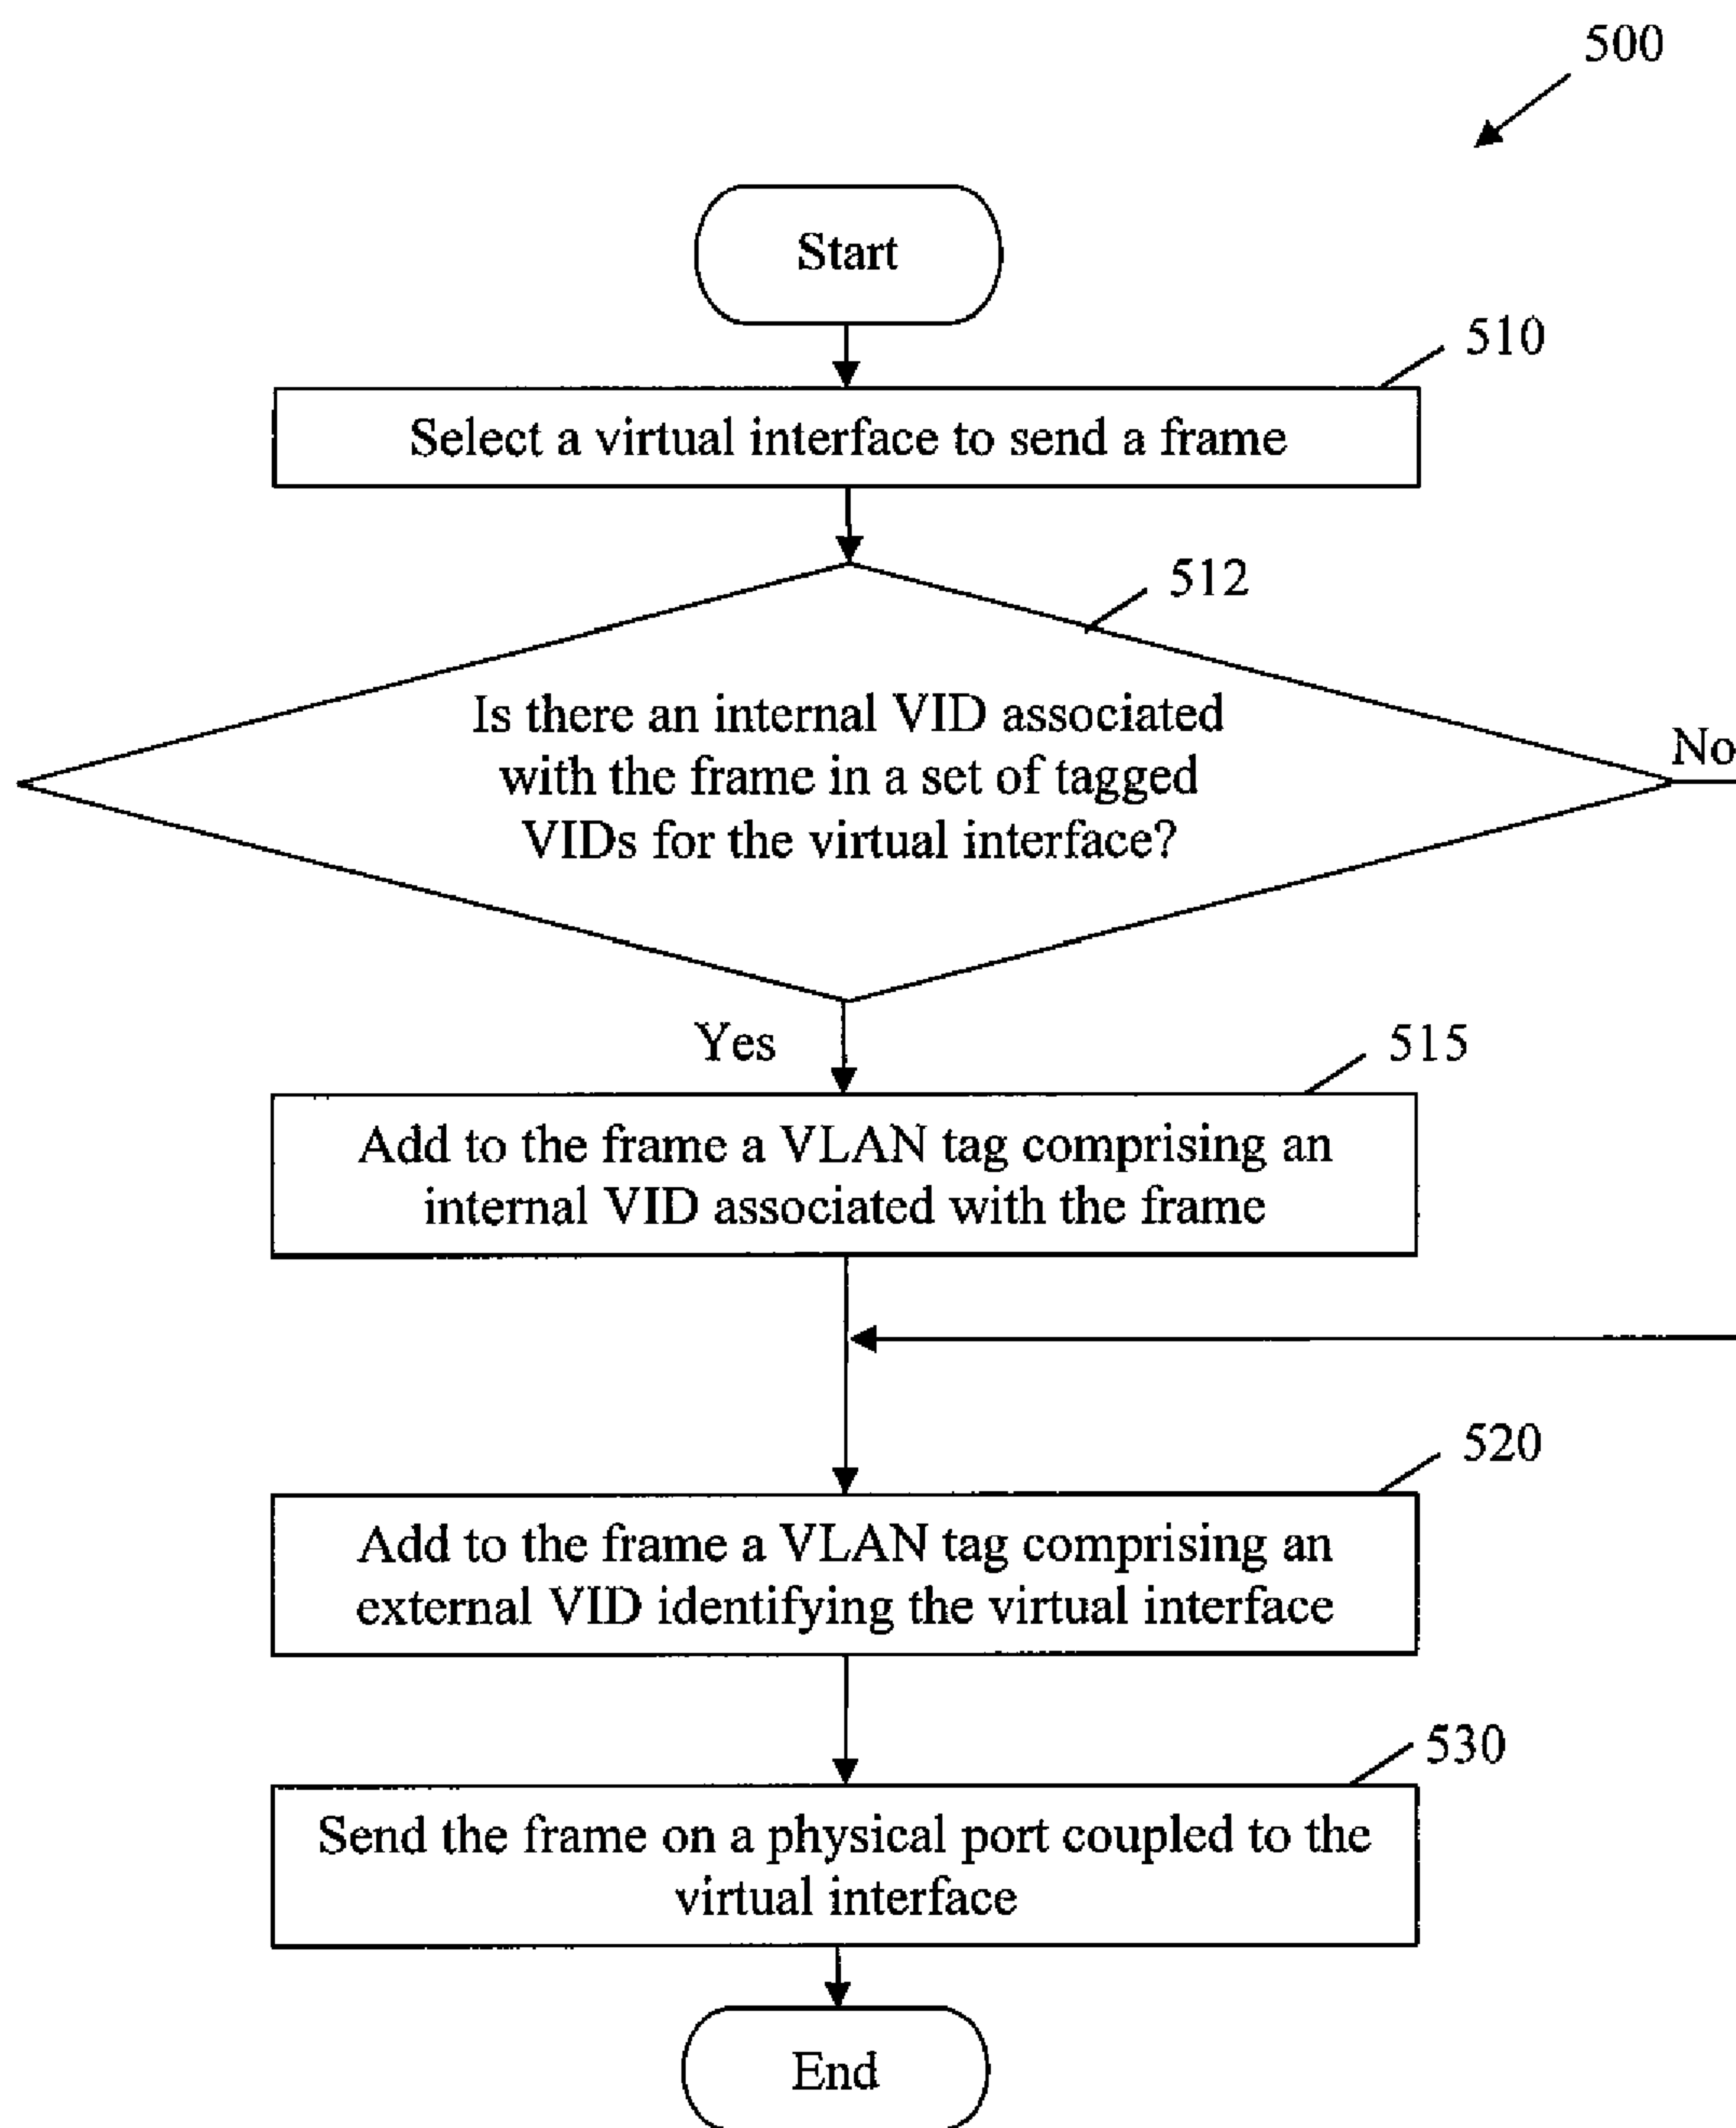 500
Start
510
Select a virtual interface to send a frame
512
Is there an internal VID associated
with the frame in a set of tagged
VIDs for the virtual interface?
No
Yes
515
Add to the frame a VLAN tag comprising an
internal VID associated with the frame
520
Add to the frame a VLAN tag comprising an
external VID identifying the virtual interface
530
Send the frame on a physical port coupled to the
virtual interface
End